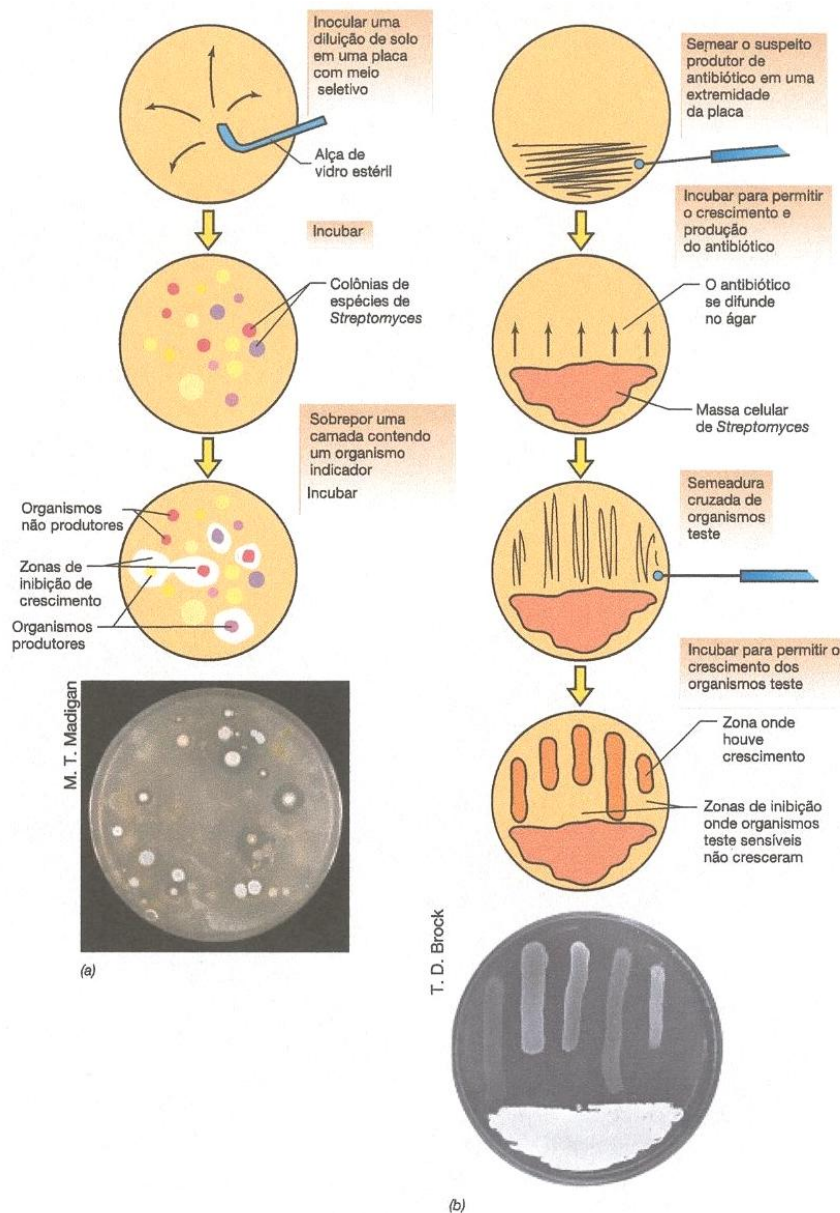 Inocular uma
diluição de solo
em uma placa
com meio
seletivo
Alça de
vidro estéril
Incubar
Colônias de
espécies de
Streptomyces
Sobrepor uma
camada contendo
um organismo
indicador
Incubar
Organismos
não produtores
Zonas de
inibição de
crescimento
Organismos
produtores
M. T. Madigan
(a)
Semear o suspeito
produtor de
antibiótico em uma
extremidade
da placa
Incubar para permitir
o crescimento e
produção
do antibiótico
O antibiótico
se difunde
no ágar
Massa celular
de Streptomyces
Semeadura
cruzada de
organismos
teste
Incubar para permitir o
crescimento dos
organismos teste
Zona onde
houve
crescimento
Zonas de inibição
onde organismos
teste sensíveis
não cresceram
T. D. Brock
(b)